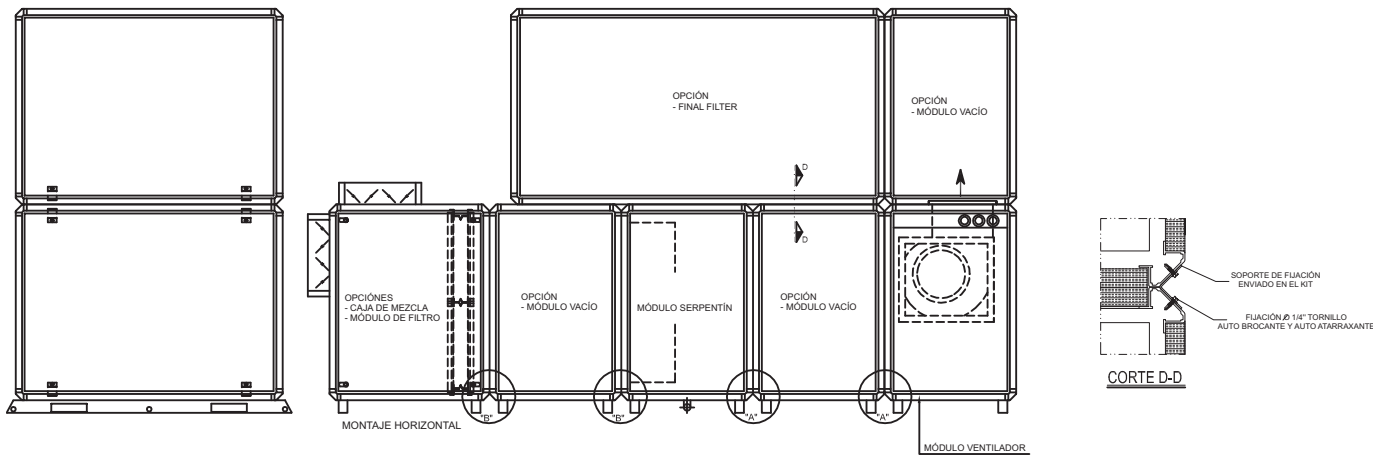 OPCIÓN
- FINAL FILTER
OPCIÓN
- MÓDULO VACÍO
D
D
OPCIÓNES
- CAJA DE MEZCLA
- MÓDULO DE FILTRO
OPCIÓN
- MÓDULO VACÍO
MÓDULO SERPENTÍN
OPCIÓN
- MÓDULO VACÍO
"B"
"B"
"A"
"A"
MONTAJE HORIZONTAL
MÓDULO VENTILADOR
SOPORTE DE FIJACIÓN
ENVIADO EN EL KIT
FIJACIÓN Ø 1/4" TORNILLO
AUTO BROCANTE Y AUTO ATARRAXANTE
CORTE D-D